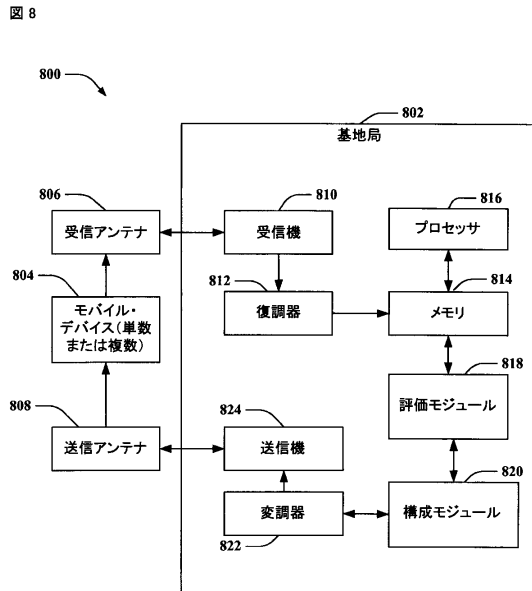 図 8
800
802
基地局
806
受信アンテナ
810
受信機
816
プロセッサ
804
モバイル・
デバイス(単数
または複数)
812
復調器
814
メモリ
818
評価モジュール
808
送信アンテナ
824
送信機
820
構成モジュール
変調器
822